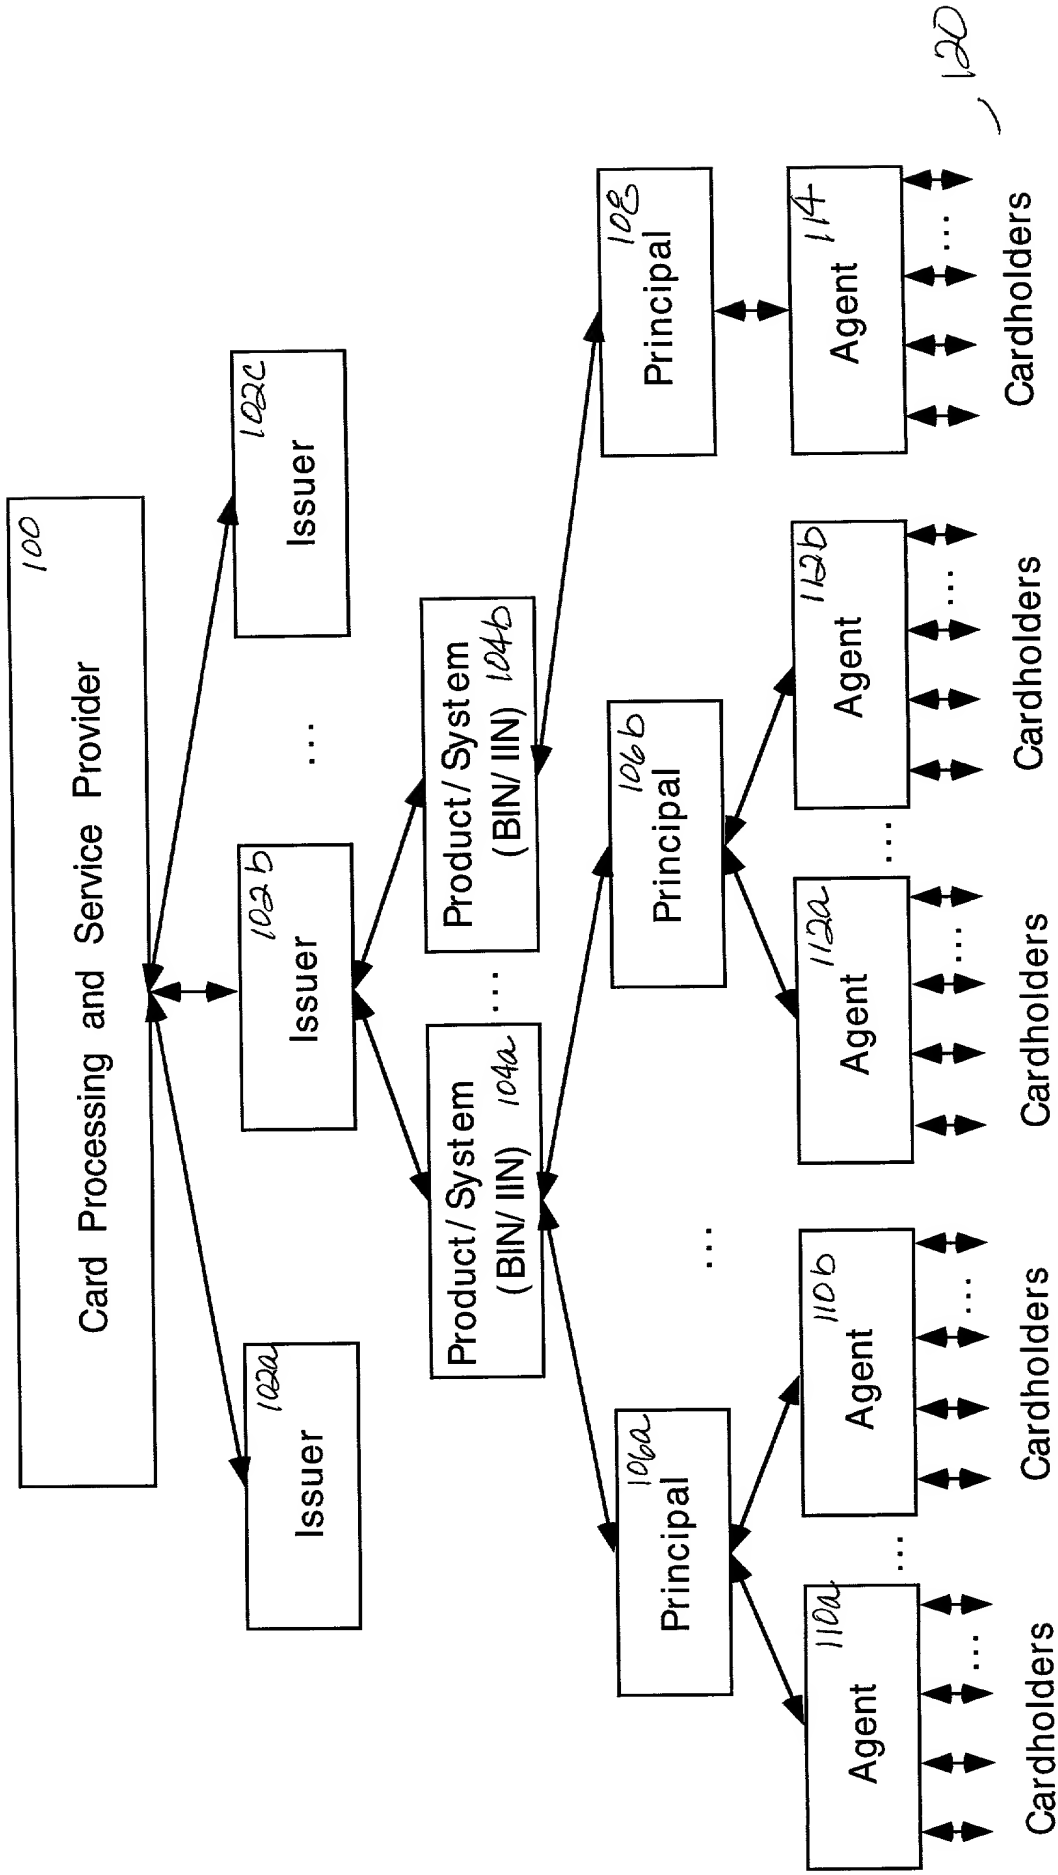 100
Card Processing and Service Provider
102a
Issuer
102b
Issuer
...
102c
Issuer
Product/ System
(BIN/ IIN) 104a
...
Product/ System
(BIN/ IIN) 104b
106a
Principal
...
106b
Principal
108
Principal
110a
Agent
...
110b
Agent
112a
Agent
...
112b
Agent
114
Agent
...
...
...
...
...
Cardholders
Cardholders
Cardholders
Cardholders
Cardholders
120